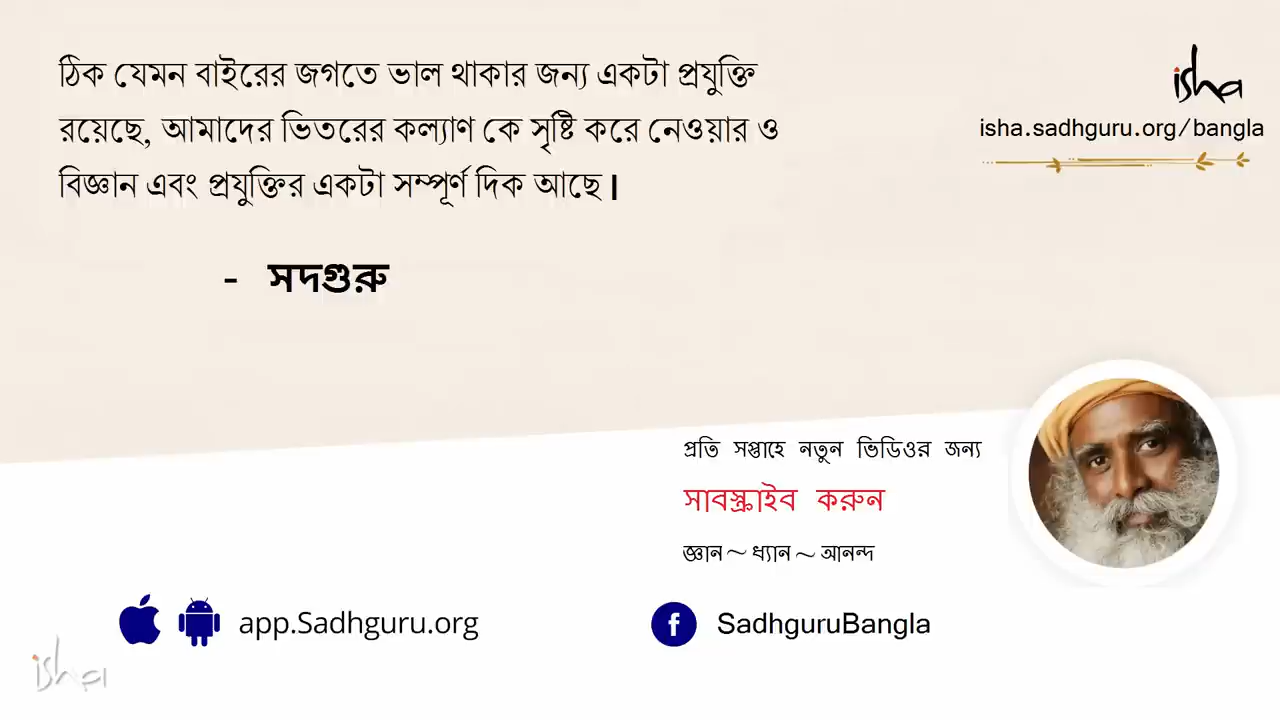 ঠিক যেমন বাইরের জগতে ভাল থাকার জন্য একটা প্রযুক্তি
রয়েছে, আমাদের ভিতরের কল্যাণ কে সৃষ্টি করে নেওয়ার ও
বিজ্ঞান এবং প্রযুক্তির একটা সম্পূর্ণ দিক আছে।
- সদগুরু
isha
isha.sadhguru.org/bangla
প্রতি সপ্তাহে নতুন ভিডিওর জন্য
সাবস্ক্রাইব করুন
জ্ঞান ~ ধ্যান ~ আনন্দ
app.Sadhguru.org
f SadhguruBangla
isha